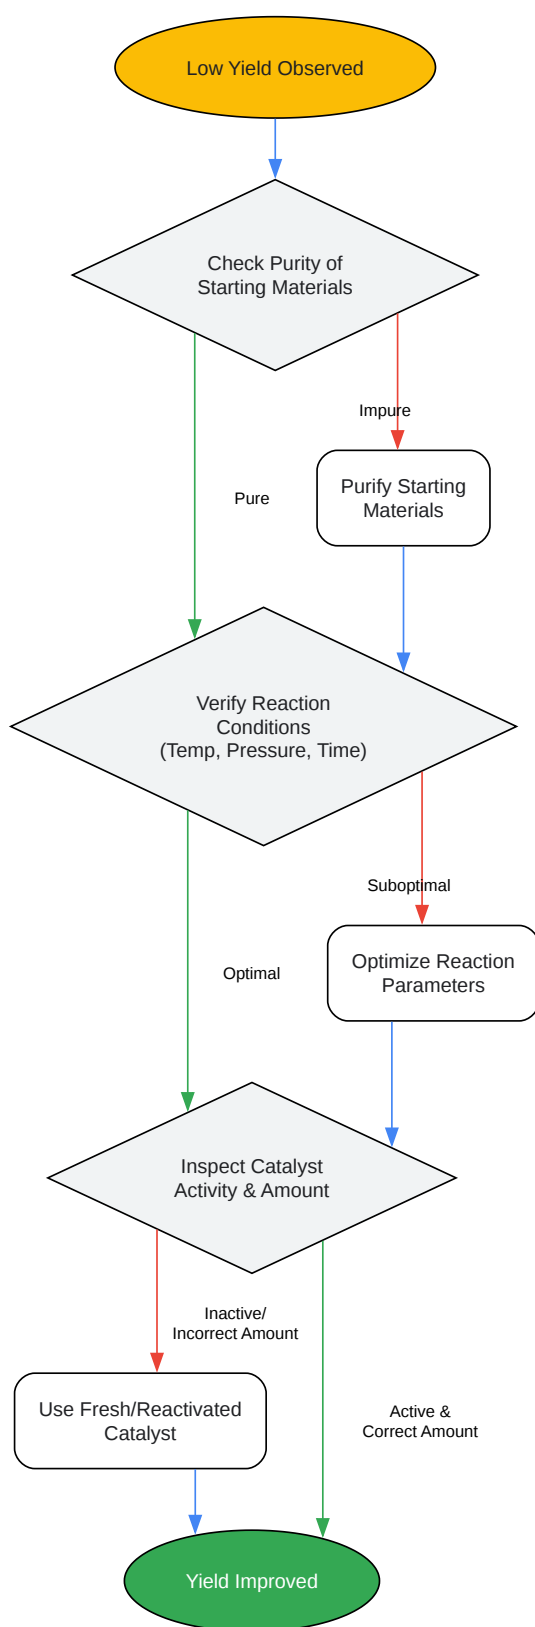 Low Yield Observed
Check Purity of
Starting Materials
Impure
Purify Starting
Materials
Pure
Verify Reaction
Conditions
(Temp, Pressure, Time)
Suboptimal
Optimize Reaction
Parameters
Optimal
Inspect Catalyst
Activity & Amount
Inactive/
Incorrect Amount
Use Fresh/Reactivated
Catalyst
Active &
Correct Amount
Yield Improved